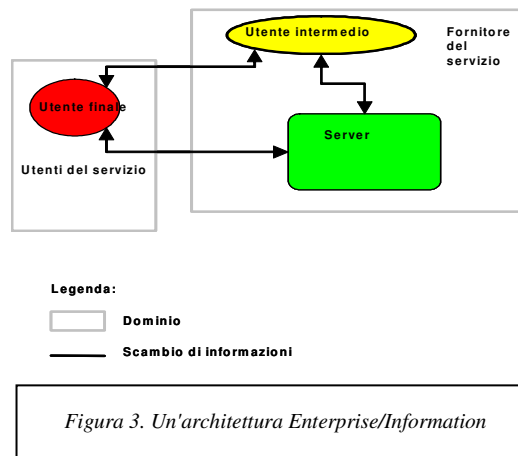 Utente intermedio
Fornitore
del
servizio
Utente finale
Server
Utenti del servizio
Legenda:
Dominio
Scambio di informazioni
Figura 3. Un'architettura Enterprise/Information